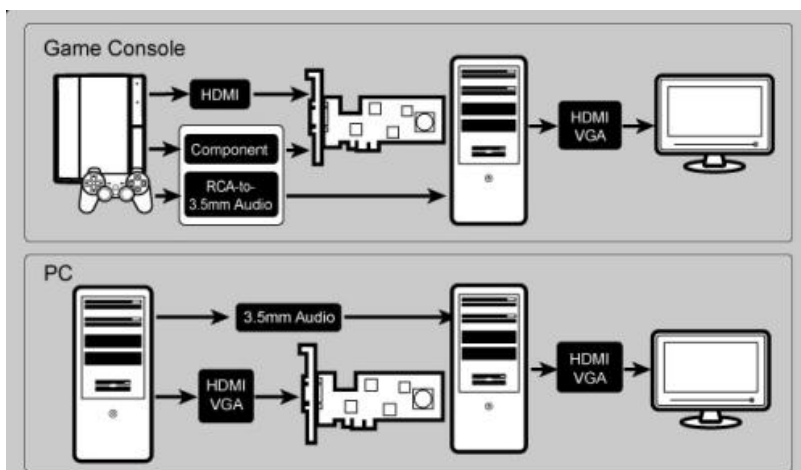 Game Console
HDMI
Component
RCA-to-
3.5mm Audio
HDMI
VGA
PC
3.5mm Audio
HDMI
VGA
HDMI
VGA